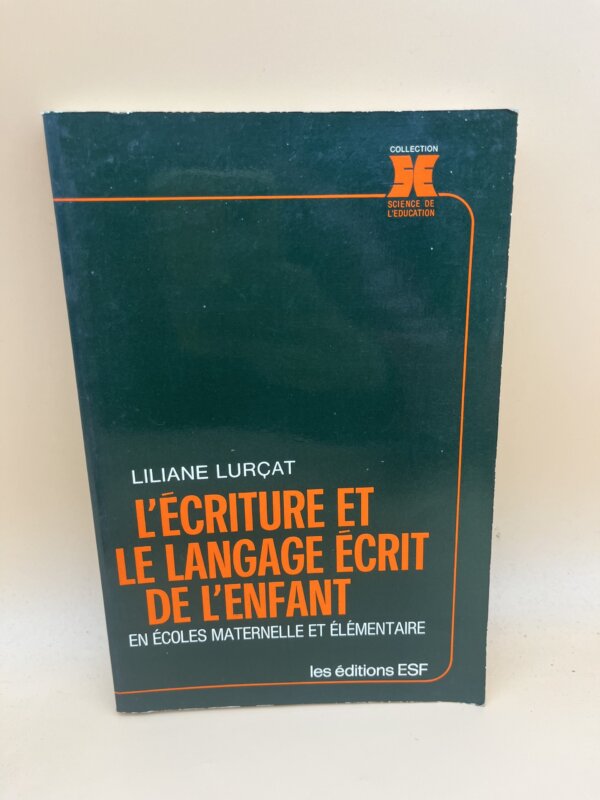 COLLECTION
SE
SCIENCE DE
L'EDUCATION
LILIANE LURÇAT
L'ÉCRITURE ET
LE LANGAGE ÉCRIT
DE L'ENFANT
EN ÉCOLES MATERNELLE ET ÉLÉMENTAIRE
les éditions ESF